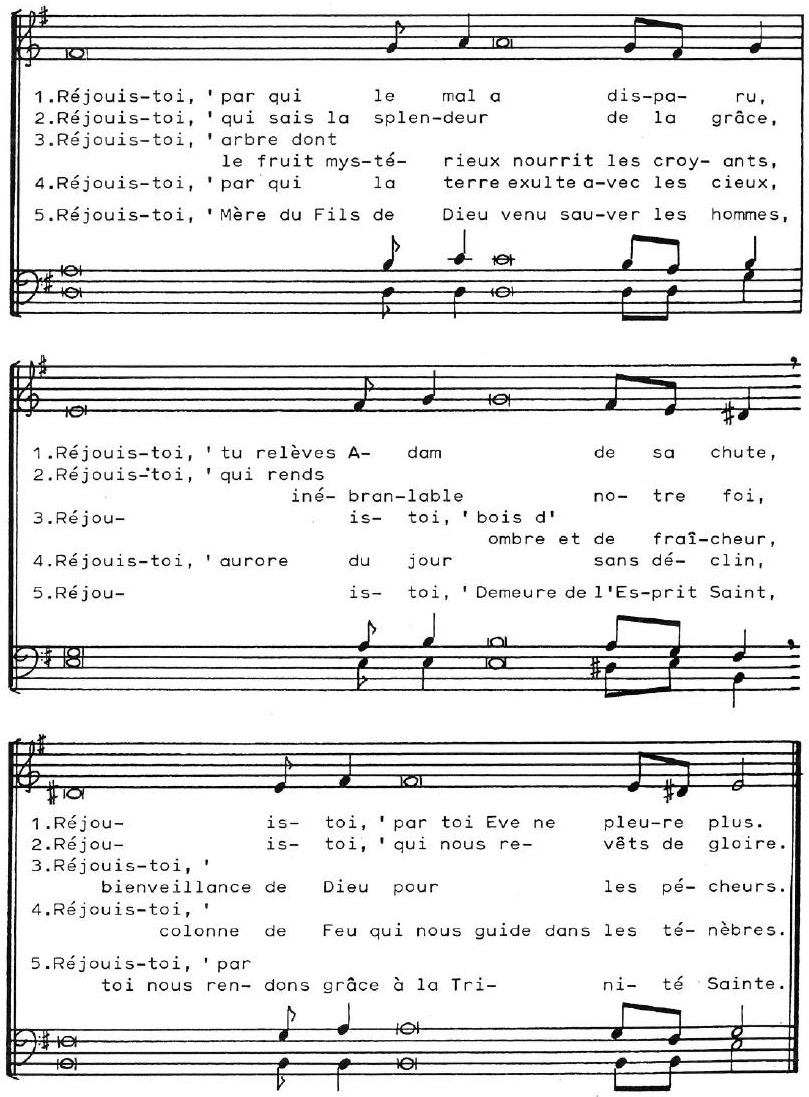 1.Réjouis-toi, ' par qui le mal a dis-pa- ru,
2.Réjouis-toi, ' qui sais la splen-deur de la grâce,
3.Réjouis-toi, ' arbre dont
le fruit mys-té- rieux nourrit les croy- ants,
4.Réjouis-toi, ' par qui la terre exulte a-vec les cieux,
5.Réjouis-toi, ' Mère du Fils de Dieu venu sau-ver les hommes,
1.Réjouis-toi, ' tu relèves A- dam de sa chute,
2.Réjouis-toi, ' qui rends
iné- bran-lable no- tre foi,
3.Réjou- is- toi, ' bois d'
ombre et de fraî-cheur,
4.Réjouis-toi, ' aurore du jour sans dé- clin,
5.Réjou- is- toi, ' Demeure de l'Es-prit Saint,
1.Réjou- is- toi, ' par toi Eve ne pleu-re plus.
2.Réjou- is- toi, ' qui nous re- vêts de gloire.
3.Réjouis-toi, '
bienveillance de Dieu pour les pé- cheurs.
4.Réjouis-toi, '
colonne de Feu qui nous guide dans les té- nèbres.
5.Réjouis-toi, ' par
toi nous ren- dons grâce à la Tri- ni- té Sainte.